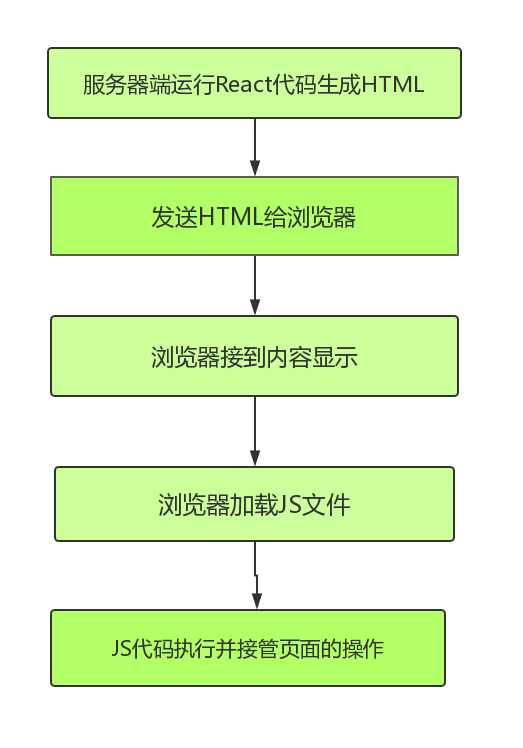 服务器端运行React代码生成HTML
发送HTML给浏览器
浏览器接到内容显示
浏览器加载JS文件
JS代码执行并接管页面的操作